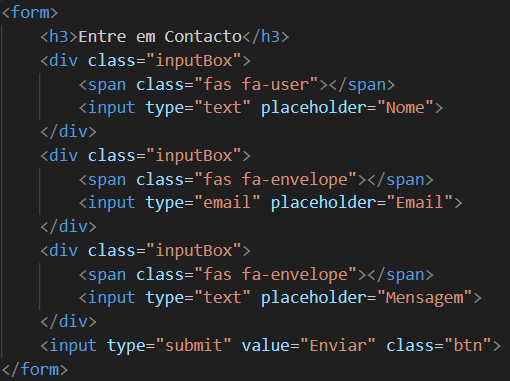 <form>
<h3>Entre em Contacto</h3>
<div class="inputBox">
<span class="fas fa-user"></span>
<input type="text" placeholder="Nome">
</div>
<div class="inputBox">
<span class="fas fa-envelope"></span>
<input type="email" placeholder="Email">
</div>
<div class="inputBox">
<span class="fas fa-envelope"></span>
<input type="text" placeholder="Mensagem">
</div>
<input type="submit" value="Enviar" class="btn">
</form>